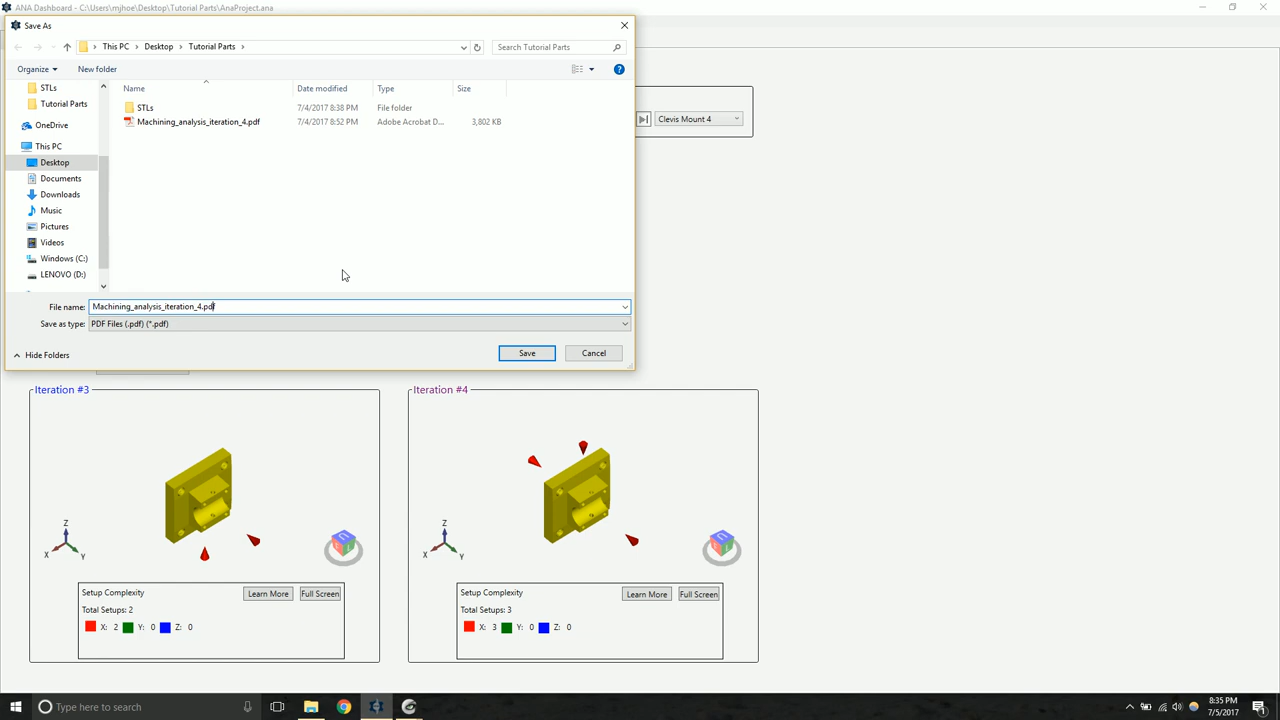 ANA Dashboard - C:\Users\mjhoe\Desktop\Tutorial Parts\AnaProject.ana
Save As
This PC > Desktop > Tutorial Parts >
Search Tutorial Parts
Organize
New folder
Name
Date modified
Type
Size
STLs
Tutorial Parts
OneDrive
This PC
Desktop
Documents
Downloads
Music
Pictures
Videos
Windows (C:)
LENOVO (D:)
STLs 7/4/2017 8:38 PM File folder
Machining_analysis_iteration_4.pdf 7/4/2017 8:52 PM Adobe Acrobat D... 3,802 KB
Clevis Mount 4
File name: Machining_analysis_iteration_4.pdf
Save as type: PDF Files (.pdf) (*.pdf)
Hide Folders
Save
Cancel
Iteration #3
Z
X
Y
Setup Complexity
Learn More
Full Screen
Total Setups: 2
X: 2 Y: 0 Z: 0
Iteration #4
Z
X
Y
Setup Complexity
Learn More
Full Screen
Total Setups: 3
X: 3 Y: 0 Z: 0
Type here to search
8:35 PM
7/5/2017